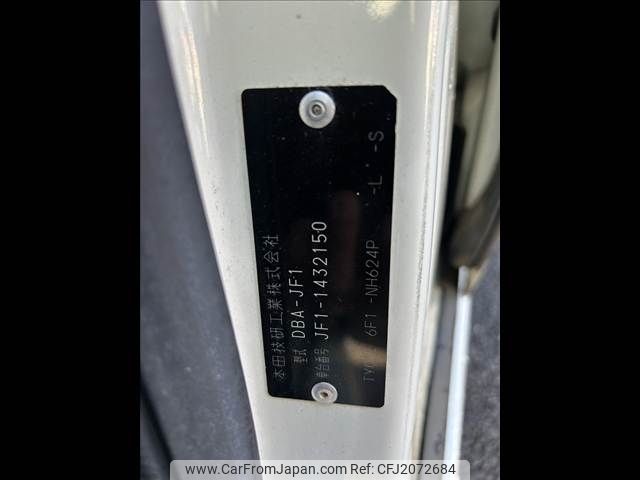 本田技研工業株式会社
型式 DBA-JF1
車台番号 JF1-1432150
6F1 -NH624P -L -S
www.CarFromJapan.com | CFJ2072684